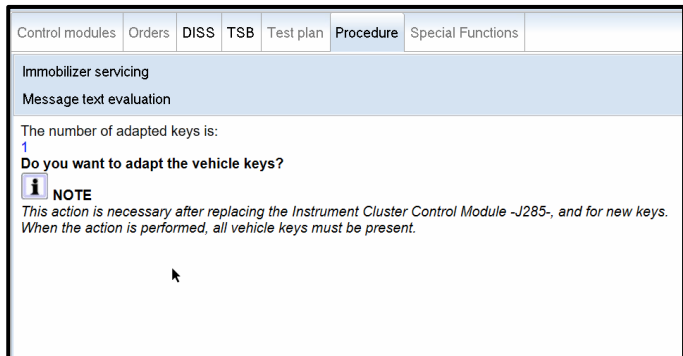 Control modules Orders DISS TSB Test plan Procedure Special Functions
Immobilizer servicing
Message text evaluation
The number of adapted keys is:
1
Do you want to adapt the vehicle keys?
i NOTE
This action is necessary after replacing the Instrument Cluster Control Module -J285-, and for new keys.
When the action is performed, all vehicle keys must be present.